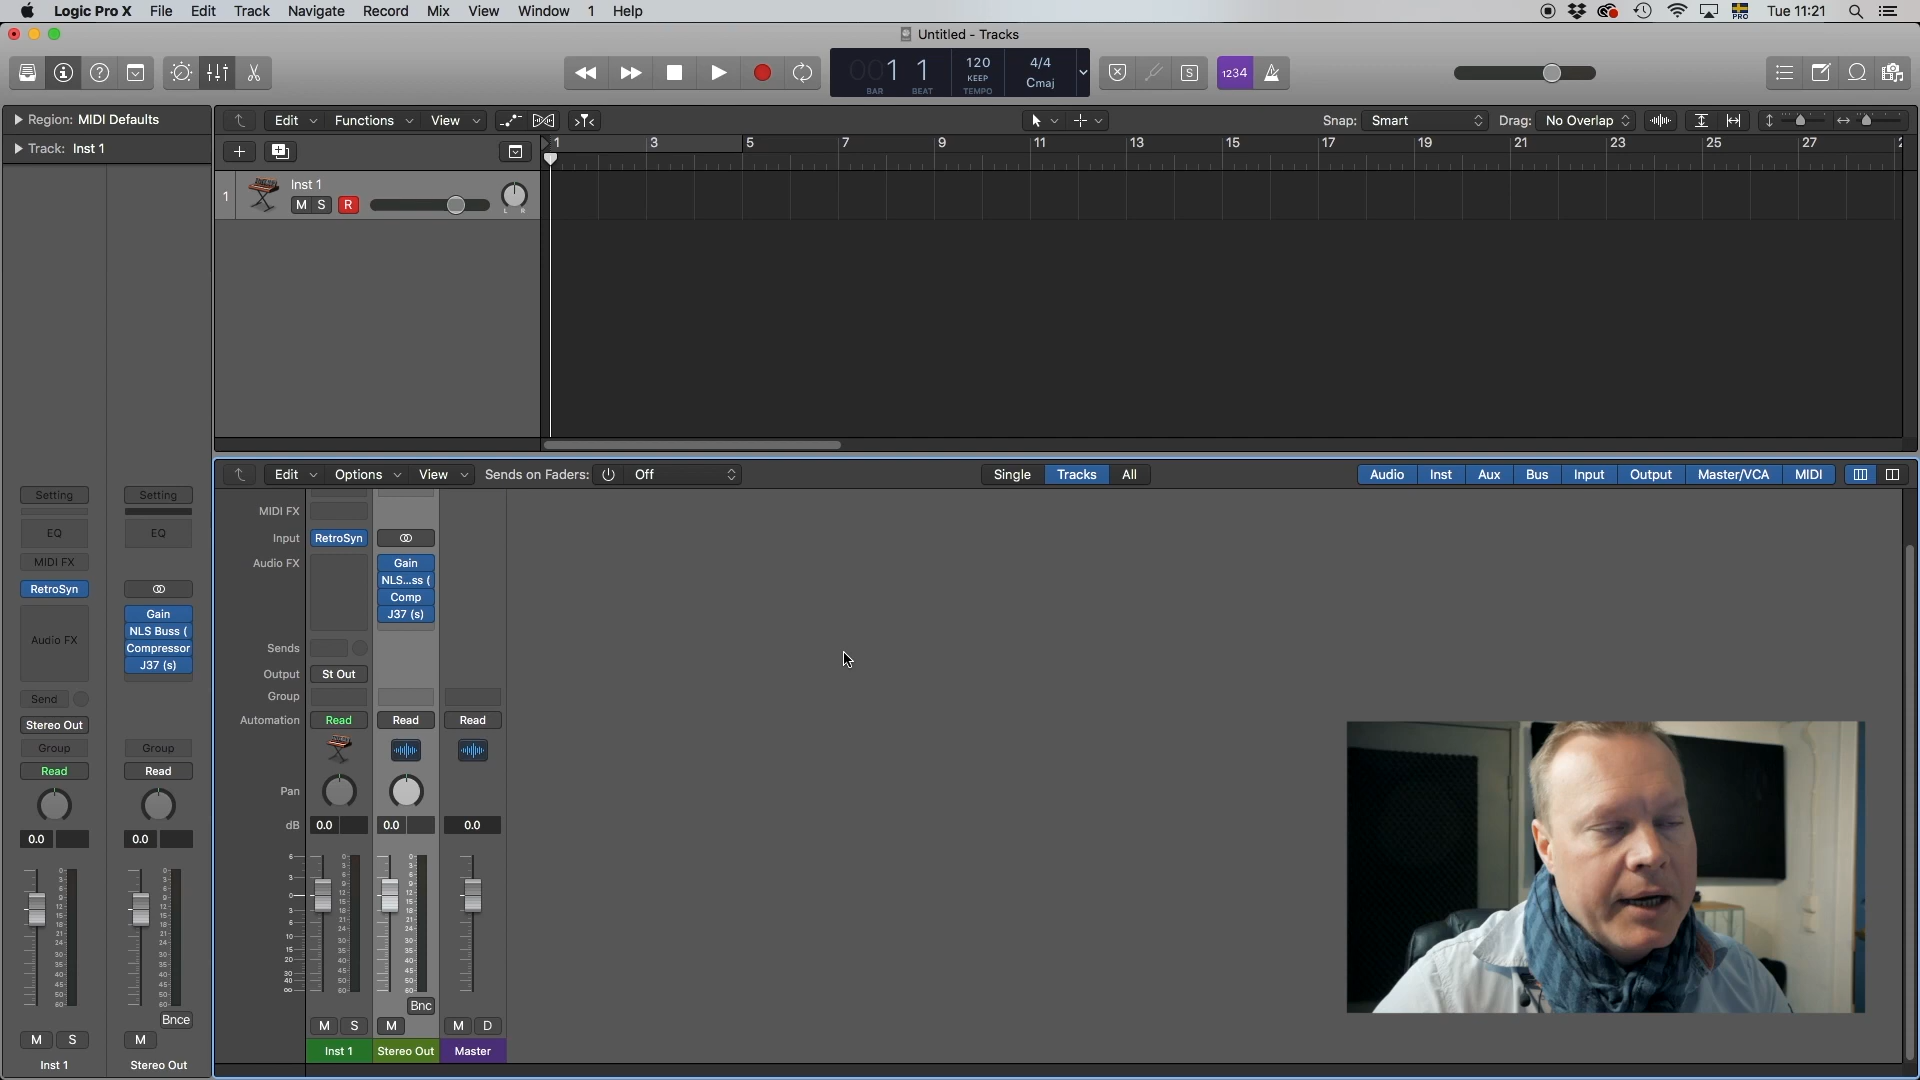 Logic Pro X File Edit Track Navigate Record Mix View Window 1 Help
PRO Tue 11:21
Untitled - Tracks
001 1 120 4/4
KEEP Cmaj
BAR BEAT TEMPO
S 1234
Region: MIDI Defaults
Track: Inst 1
Edit Functions View Snap: Smart Drag: No Overlap
1 3 5 7 9 11 13 15 17 19 21 23 25 27
1 Inst 1
M S R
L R
Edit Options View Sends on Faders: Off Single Tracks All Audio Inst Aux Bus Input Output Master/VCA MIDI
Setting Setting
EQ EQ
MIDI FX
RetroSyn
Audio FX
Gain
NLS Buss (
Compressor
J37 (s)
Send
Stereo Out
Group Group
Read Read
0.0 0.0
Bnce
M S M
Inst 1 Stereo Out
MIDI FX
Input RetroSyn
Audio FX Gain
NLS...ss (
Comp
J37 (s)
Sends
Output St Out
Group
Automation Read Read Read
Pan
dB 0.0 0.0 0.0
Bnc
M S M M D
Inst 1 Stereo Out Master